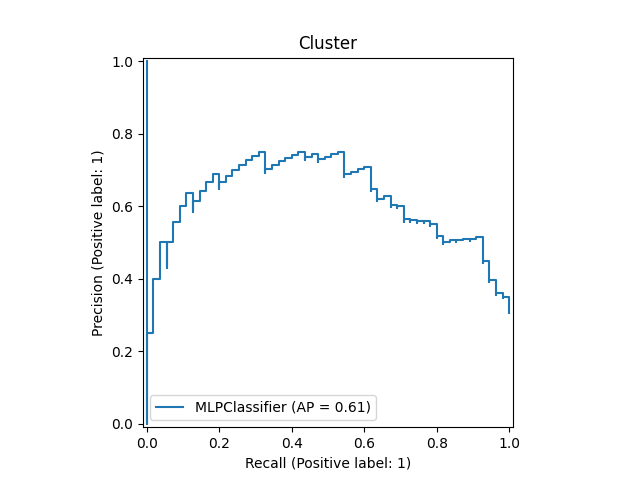 Cluster
1.0
0.8
0.6
0.4
0.2
0.0
Precision (Positive label: 1)
MLPClassifier (AP = 0.61)
0.0 0.2 0.4 0.6 0.8 1.0
Recall (Positive label: 1)